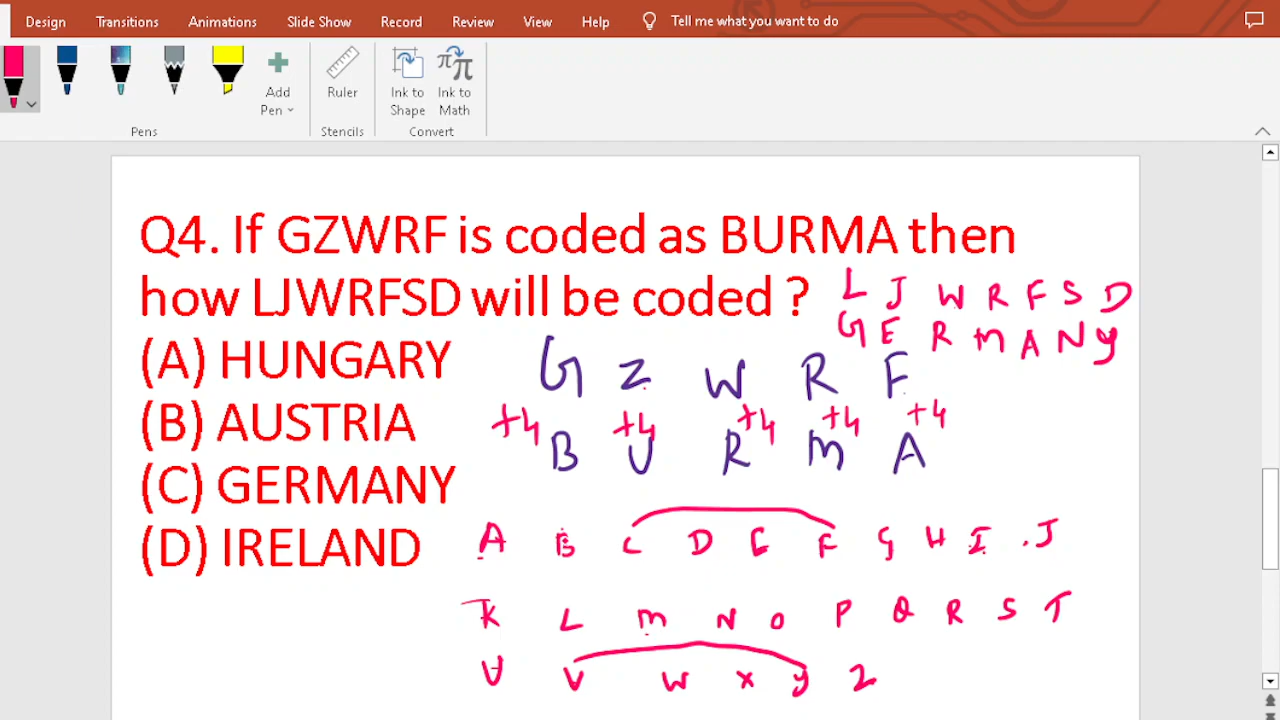 Design Transitions Animations Slide Show Record Review View Help Tell me what you want to do
Add Pen
Ruler
Ink to Shape
Ink to Math
Pens Stencils Convert
Q4. If GZWRF is coded as BURMA then
how LJWRFSD will be coded ?
(A) HUNGARY
(B) AUSTRIA
(C) GERMANY
(D) IRELAND
L J W R F S D
G E R M A N Y
G Z W R F
+4 +4 +4 +4 +4
B U R M A
A B C D E F G H I J
K L M N O P Q R S T
U V W X Y Z